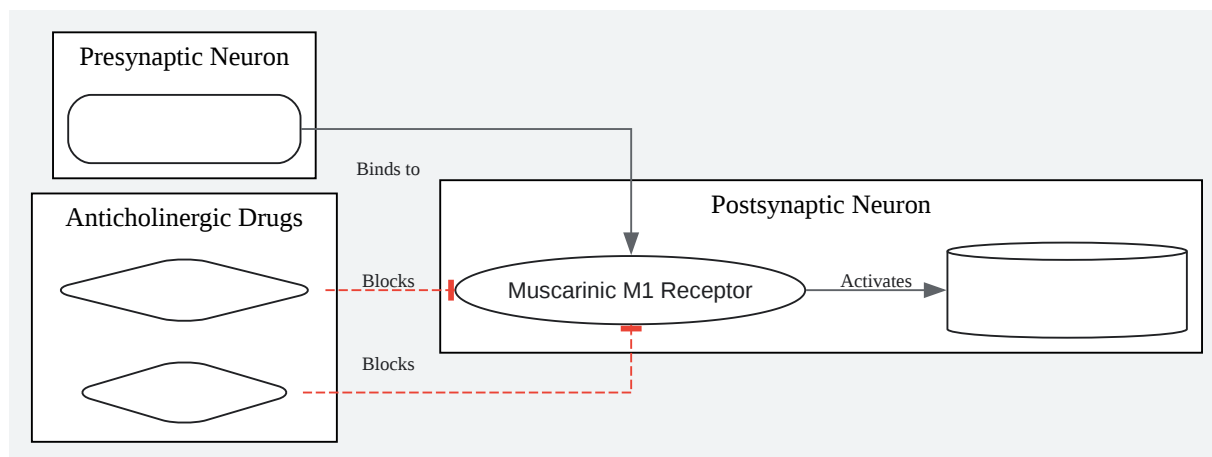 Presynaptic Neuron
Binds to
Anticholinergic Drugs
Postsynaptic Neuron
Blocks
Muscarinic M1 Receptor
Activates
Blocks